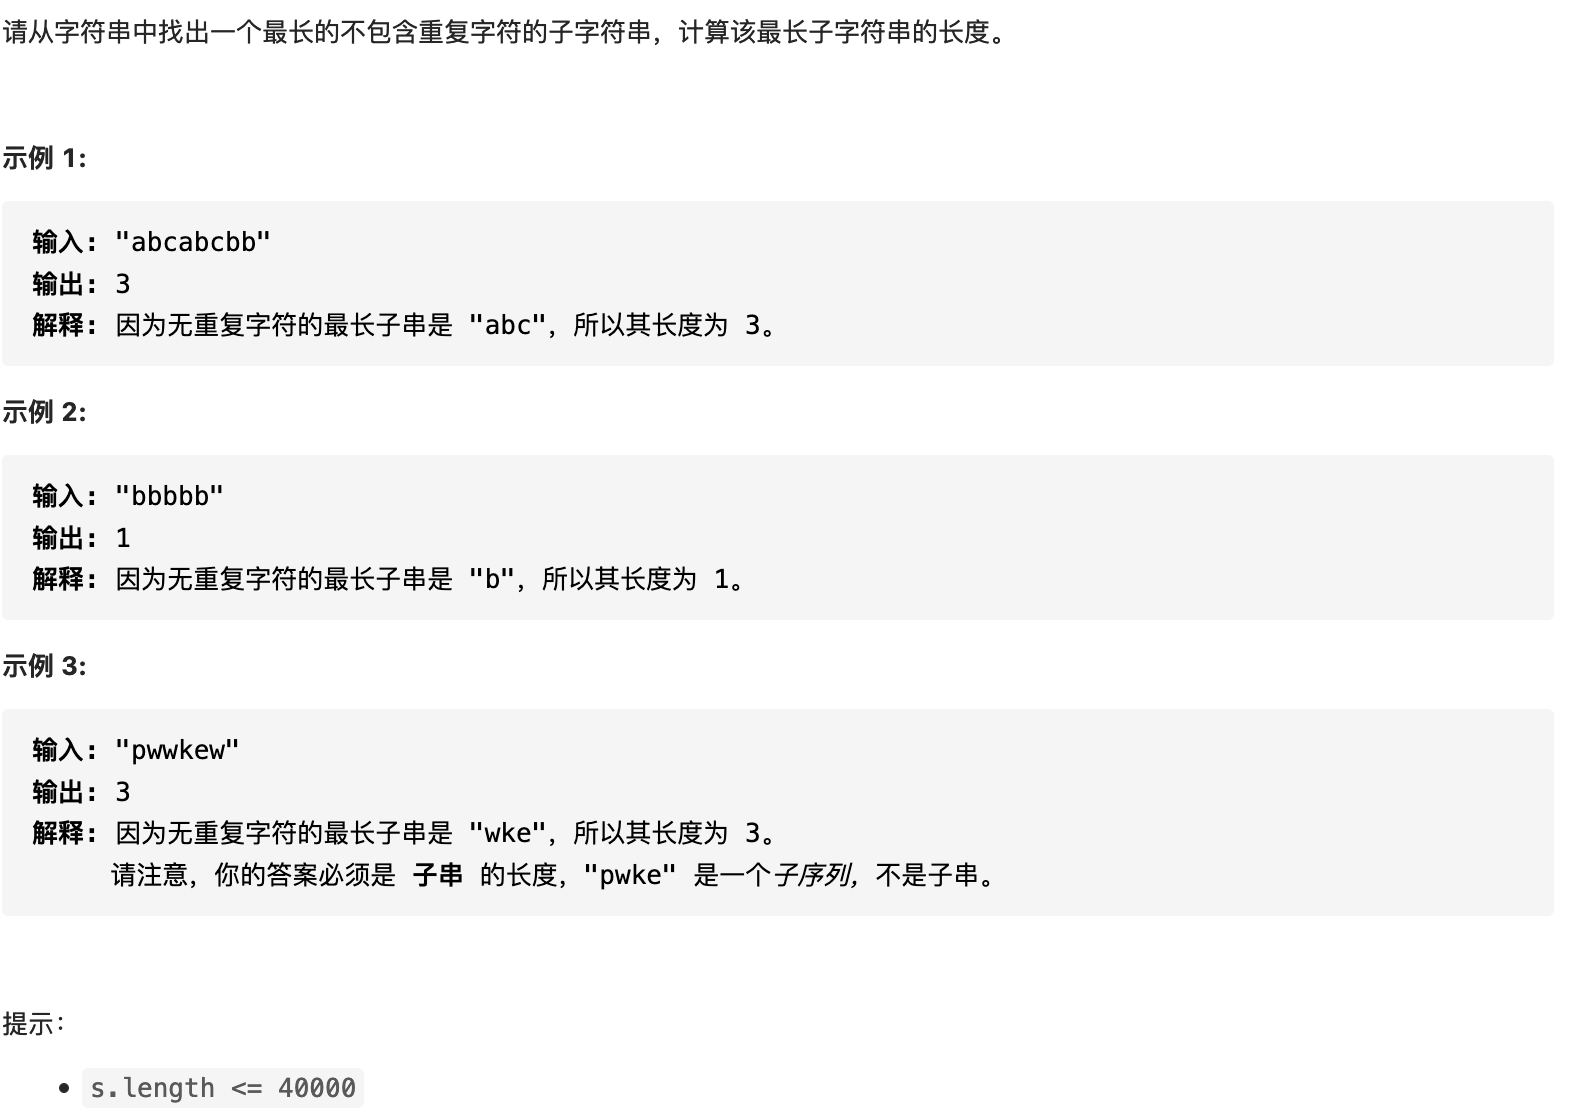 请从字符串中找出一个最长的不包含重复字符的子字符串，计算该最长子字符串的长度。
示例 1:
输入: "abcabcbb"
输出: 3
解释: 因为无重复字符的最长子串是 "abc"，所以其长度为 3。
示例 2:
输入: "bbbbb"
输出: 1
解释: 因为无重复字符的最长子串是 "b"，所以其长度为 1。
示例 3:
输入: "pwwkew"
输出: 3
解释: 因为无重复字符的最长子串是 "wke"，所以其长度为 3。
请注意，你的答案必须是 子串 的长度，"pwke" 是一个子序列，不是子串。
提示：
• s.length <= 40000